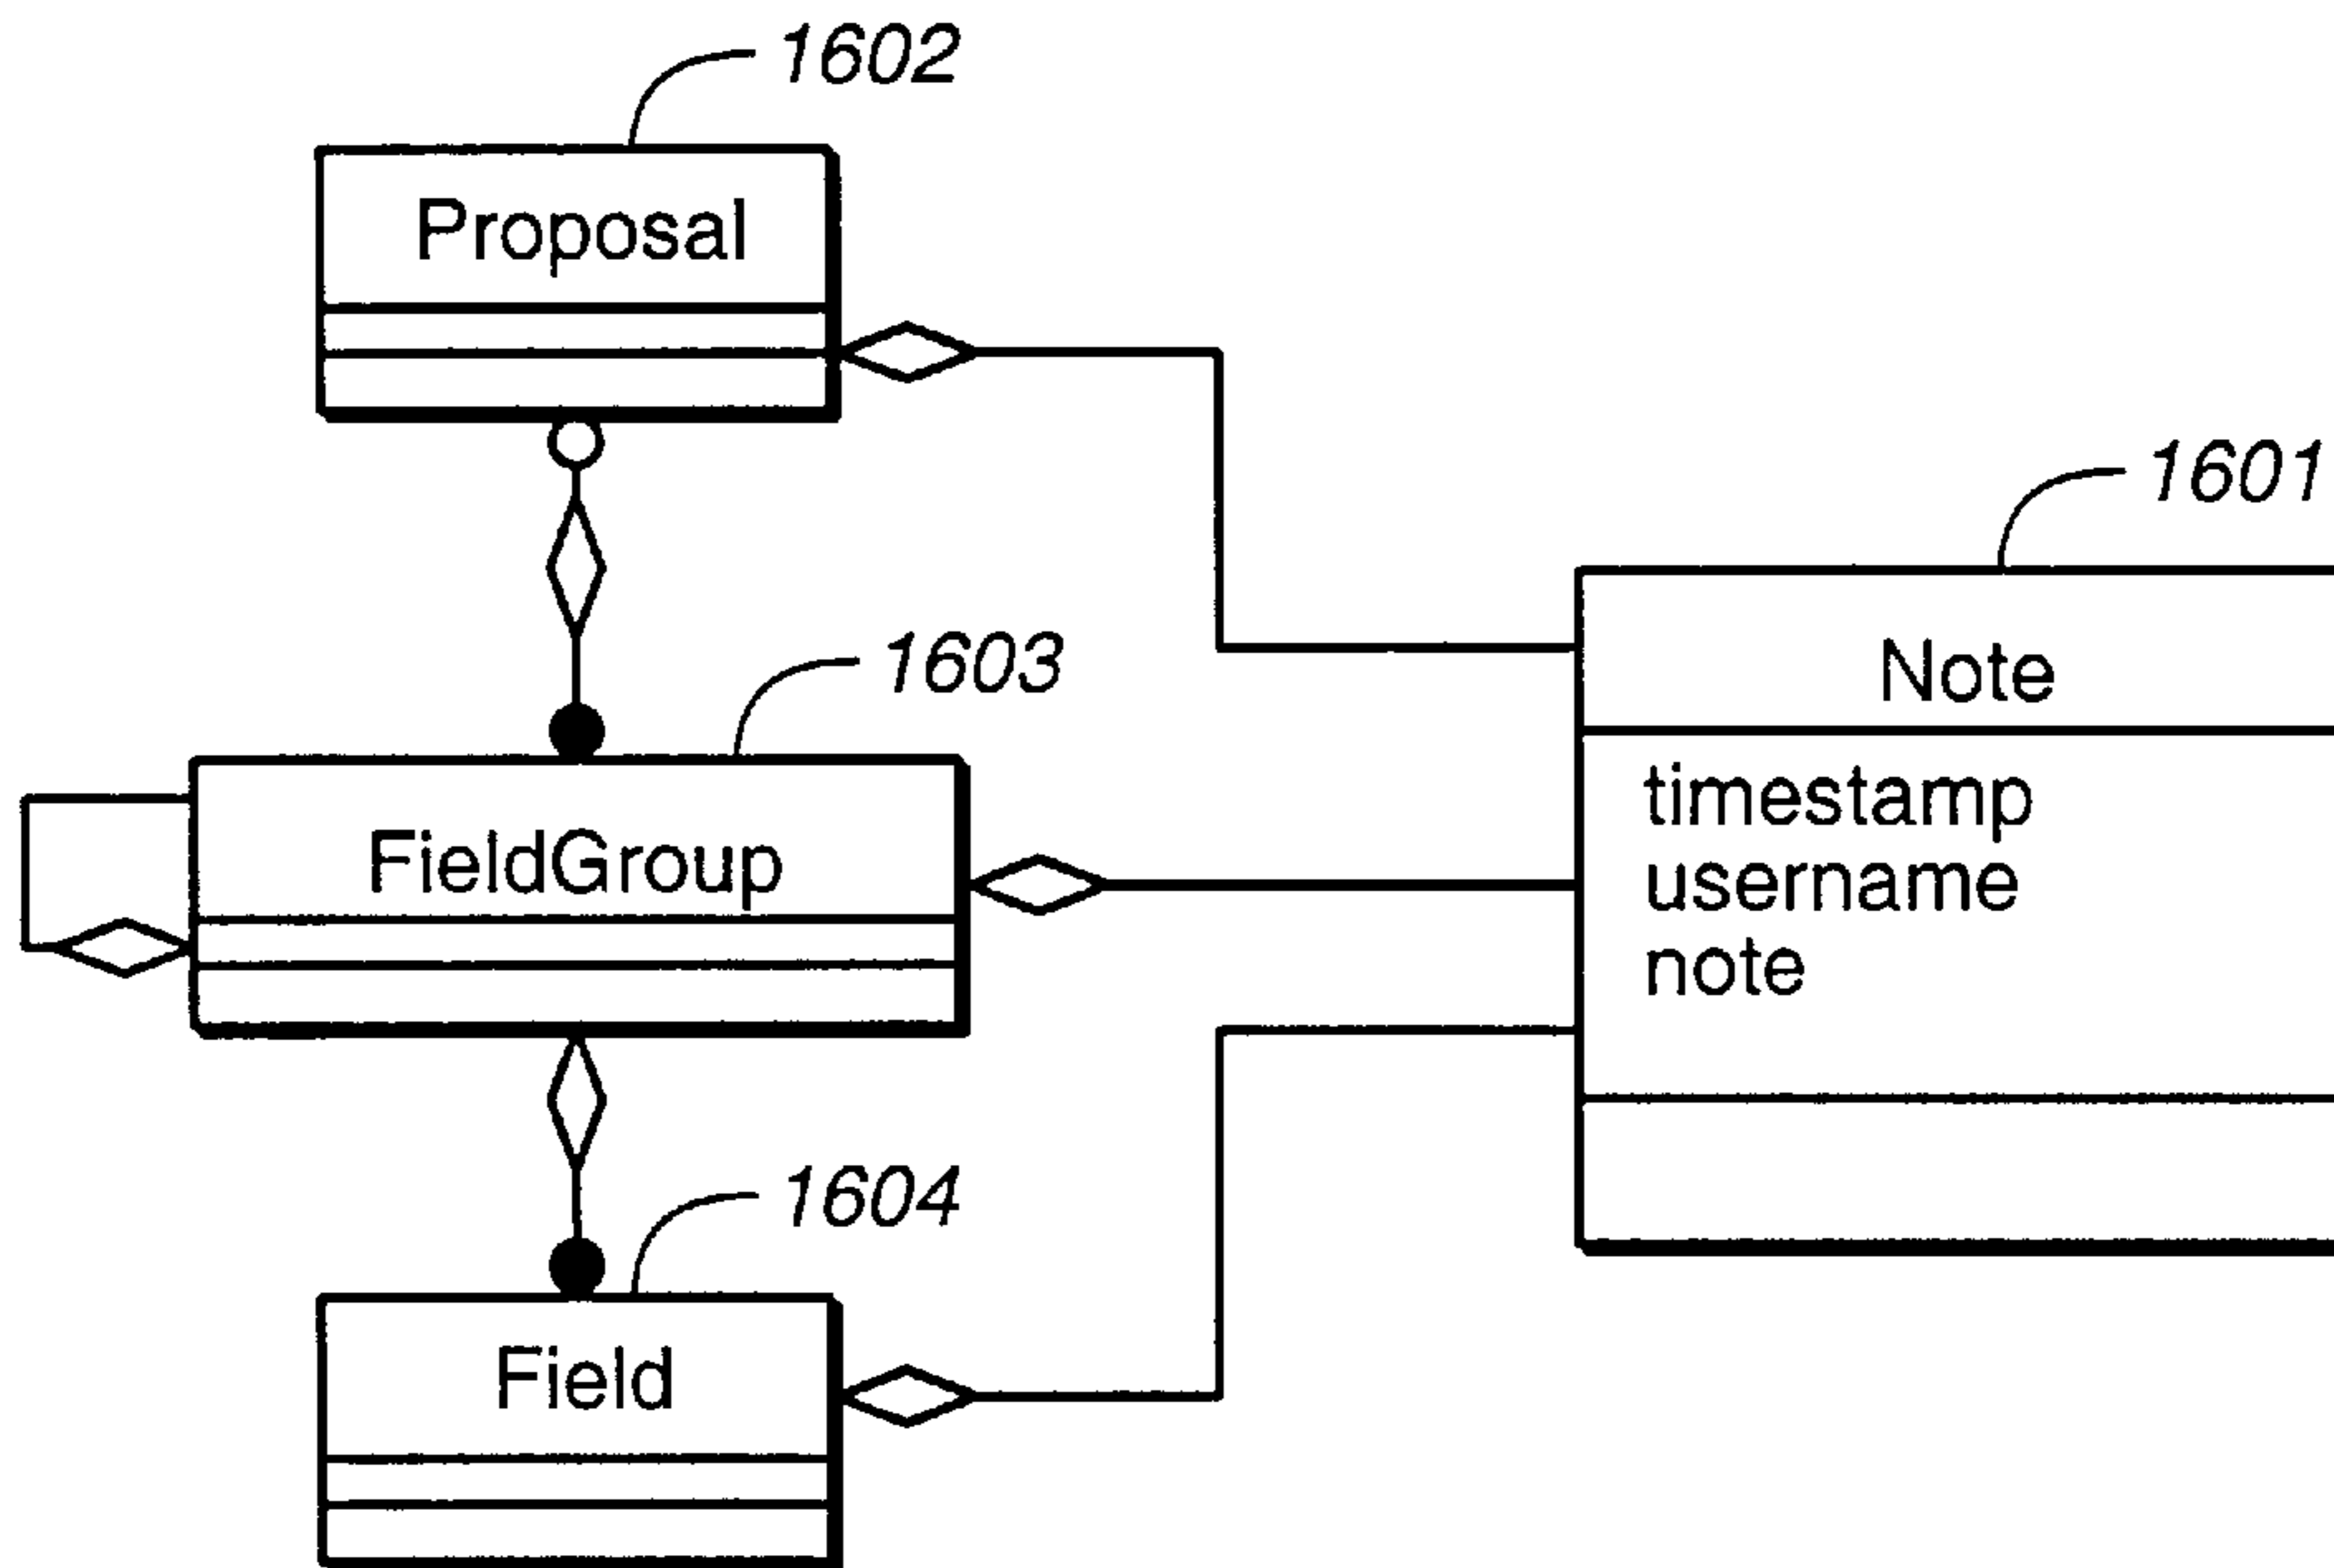 1602
Proposal
1601
Note
1603
timestamp
FieldGroup
username
note
1604
Field